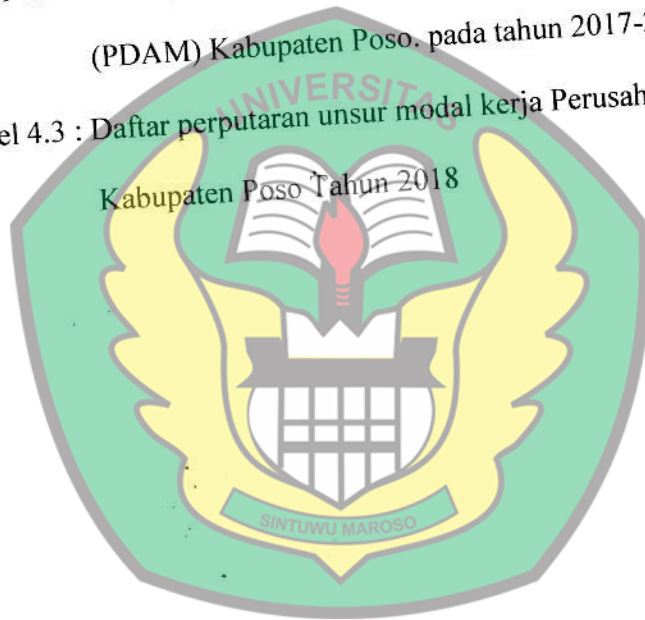 (PDAM) Kabupaten Poso. pada tahun 2017-
el 4.3 : Daftar perputaran unsur modal kerja Perusah
Kabupaten Poso Tahun 2018
UNIVERSITAS
SINTUWU MAROSO